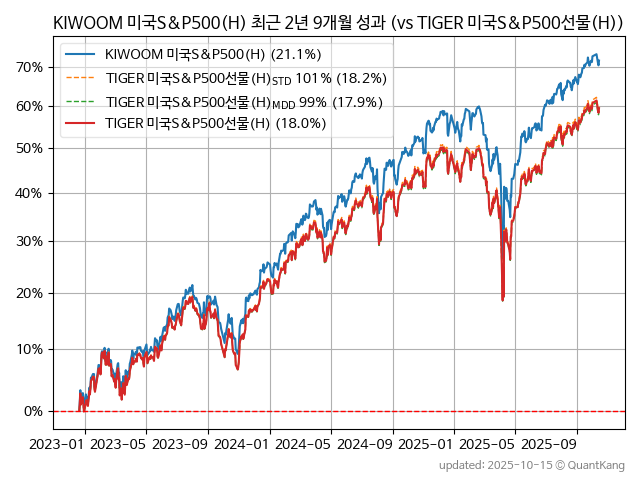 KIWOOM 미국S&P500(H) 최근 2년 9개월 성과 (vs TIGER 미국S&P500선물(H))
KIWOOM 미국S&P500(H) (21.1%)
TIGER 미국S&P500선물(H)STD 101% (18.2%)
TIGER 미국S&P500선물(H)MDD 99% (17.9%)
TIGER 미국S&P500선물(H) (18.0%)
70%
60%
50%
40%
30%
20%
10%
0%
2023-01 2023-05 2023-09 2024-01 2024-05 2024-09 2025-01 2025-05 2025-09
updated: 2025-10-15 © QuantKang